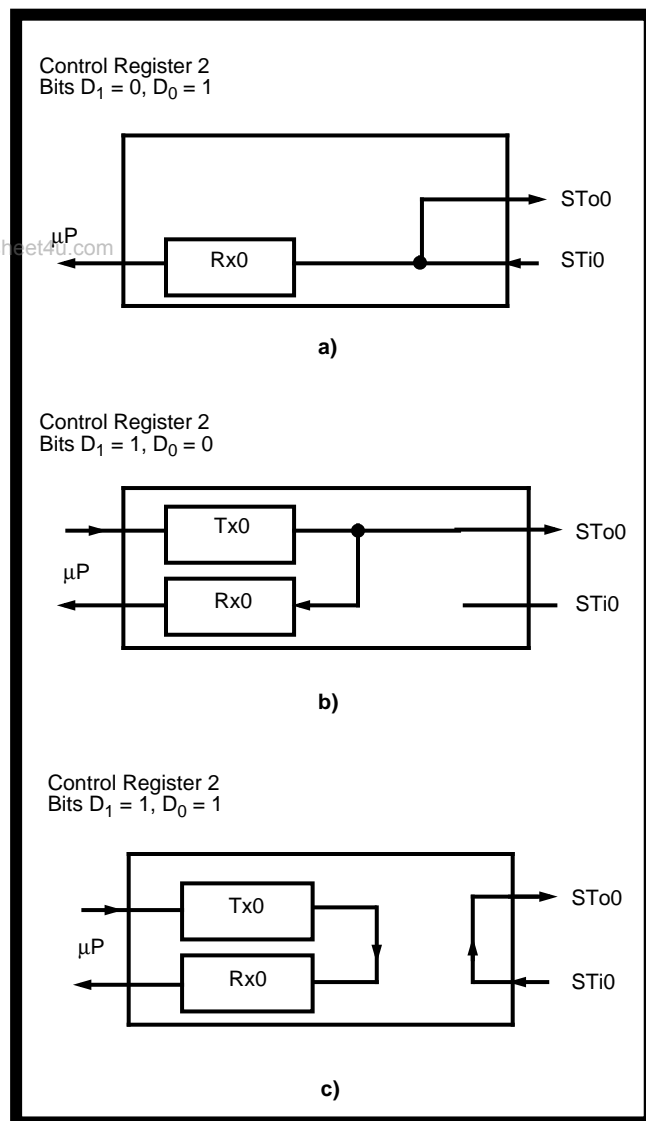 Control Register 2
Bits D₁ = 0, D₀ = 1
STo0
µP
heet4u.com
Rx0
STi0
a)
Control Register 2
Bits D₁ = 1, D₀ = 0
Tx0
STo0
µP
Rx0
STi0
b)
Control Register 2
Bits D₁ = 1, D₀ = 1
Tx0
STo0
µP
Rx0
STi0
c)